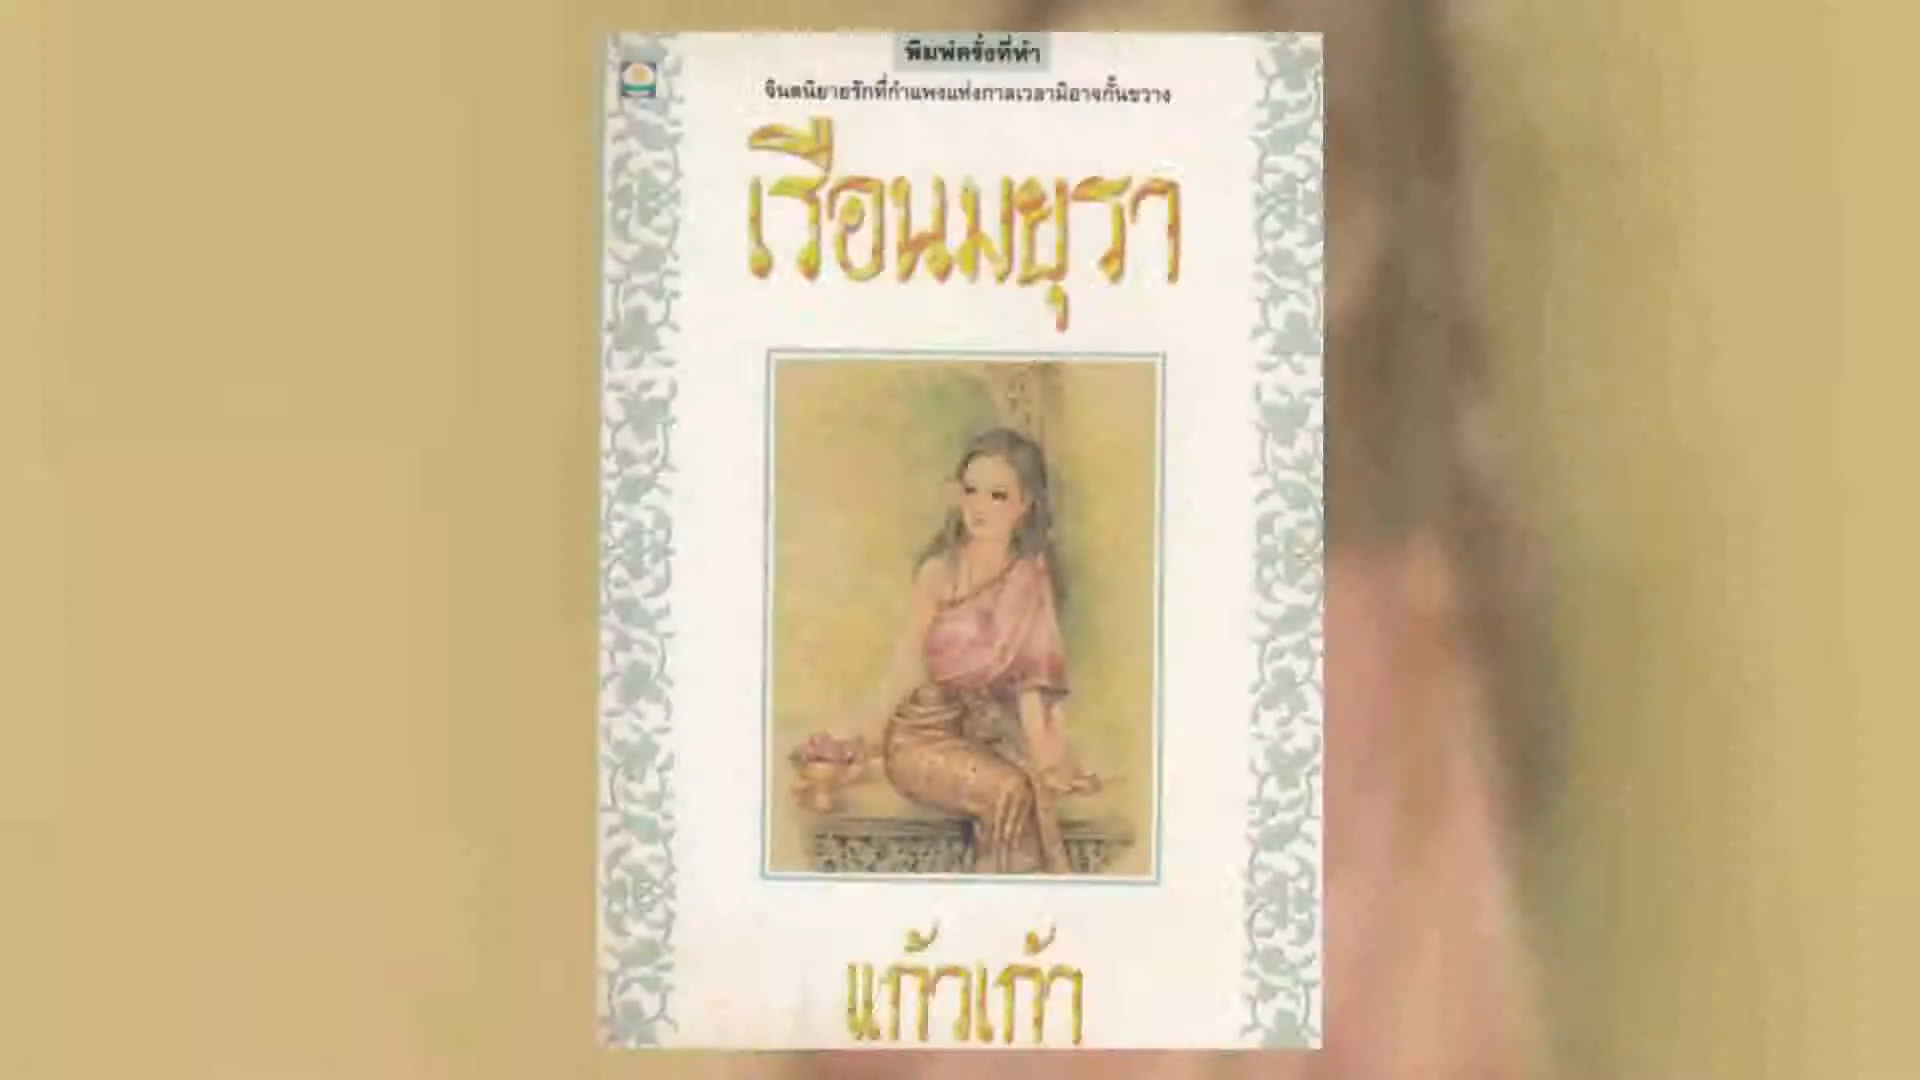 พิมพ์ครั้งที่ห้า
จินตนิยายรักที่กำแพงแห่งกาลเวลามิอาจกั้นขวาง
เรือนมยุรา
แก้วเก้า